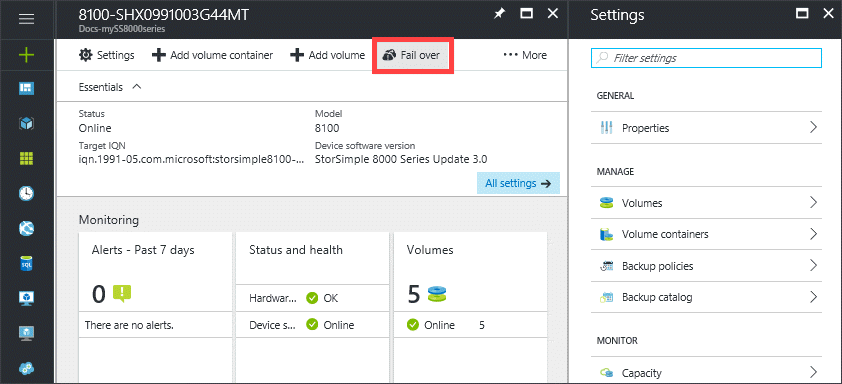 8100-SHX0991003G44MT
Docs-mySS8000series
Settings
Add volume container
Add volume
Fail over
More
Essentials
Status
Online
Model
8100
Target IQN
iqn.1991-05.com.microsoft:storsimple8100-...
Device software version
StorSimple 8000 Series Update 3.0
All settings
Monitoring
Alerts - Past 7 days
0
There are no alerts.
Status and health
Hardwar... OK
Device s... Online
Volumes
5
Online 5
Settings
Filter settings
GENERAL
Properties
MANAGE
Volumes
Volume containers
Backup policies
Backup catalog
MONITOR
Capacity
SQL